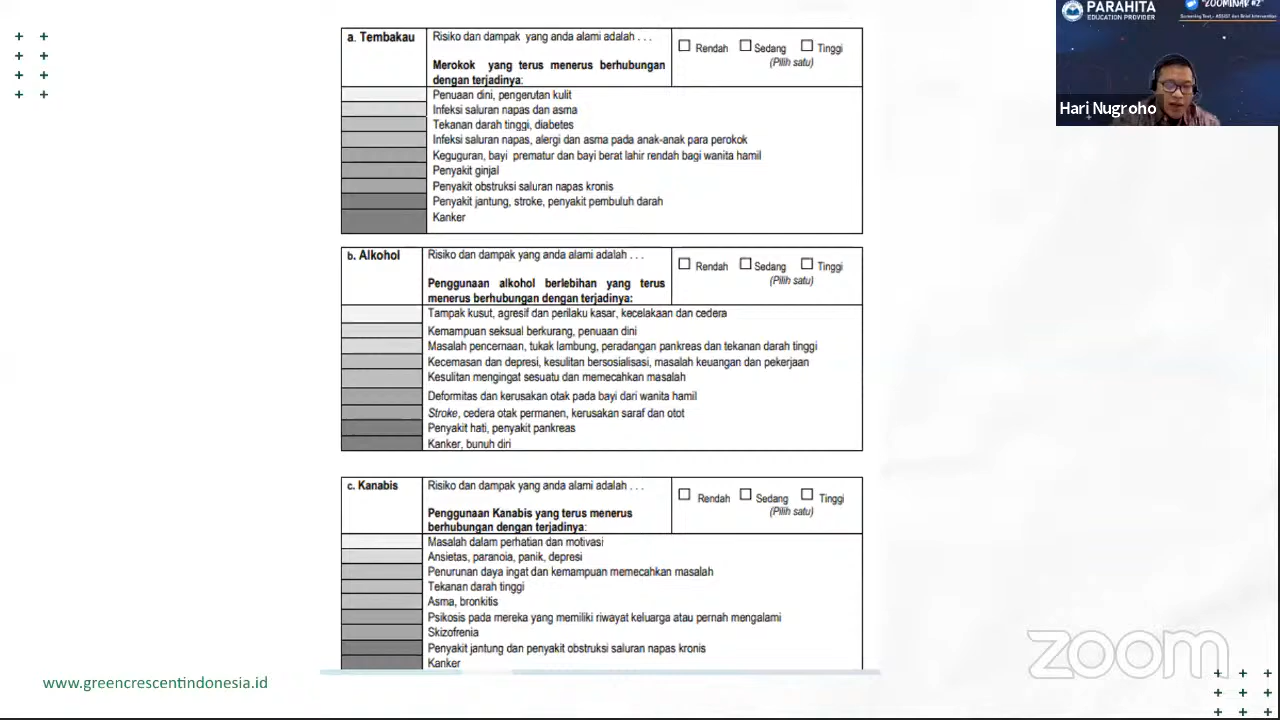 PARAHITA
EDUCATION PROVIDER
"ZOOMINAR #2"
Screening Test - ASSIST and Brief Intervention
Hari Nugroho
a. Tembakau
Risiko dan dampak yang anda alami adalah . . .
Merokok yang terus menerus berhubungan
dengan terjadinya:
Rendah Sedang Tinggi
(Pilih satu)
Penuaan dini, pengerutan kulit
Infeksi saluran napas dan asma
Tekanan darah tinggi, diabetes
Infeksi saluran napas, alergi dan asma pada anak-anak para perokok
Keguguran, bayi prematur dan bayi berat lahir rendah bagi wanita hamil
Penyakit ginjal
Penyakit obstruksi saluran napas kronis
Penyakit jantung, stroke, penyakit pembuluh darah
Kanker
b. Alkohol
Risiko dan dampak yang anda alami adalah . . .
Penggunaan alkohol berlebihan yang terus
menerus berhubungan dengan terjadinya:
Rendah Sedang Tinggi
(Pilih satu)
Tampak kusut, agresif dan perilaku kasar, kecelakaan dan cedera
Kemampuan seksual berkurang, penuaan dini
Masalah pencernaan, tukak lambung, peradangan pankreas dan tekanan darah tinggi
Kecemasan dan depresi, kesulitan bersosialisasi, masalah keuangan dan pekerjaan
Kesulitan mengingat sesuatu dan memecahkan masalah
Deformitas dan kerusakan otak pada bayi dari wanita hamil
Stroke, cedera otak permanen, kerusakan saraf dan otot
Penyakit hati, penyakit pankreas
Kanker, bunuh diri
c. Kanabis
Risiko dan dampak yang anda alami adalah . . .
Penggunaan Kanabis yang terus menerus
berhubungan dengan terjadinya:
Rendah Sedang Tinggi
(Pilih satu)
Masalah dalam perhatian dan motivasi
Ansietas, paranoia, panik, depresi
Penurunan daya ingat dan kemampuan memecahkan masalah
Tekanan darah tinggi
Asma, bronkitis
Psikosis pada mereka yang memiliki riwayat keluarga atau pernah mengalami
Skizofrenia
Penyakit jantung dan penyakit obstruksi saluran napas kronis
Kanker
www.greencrescentindonesia.id
zoom